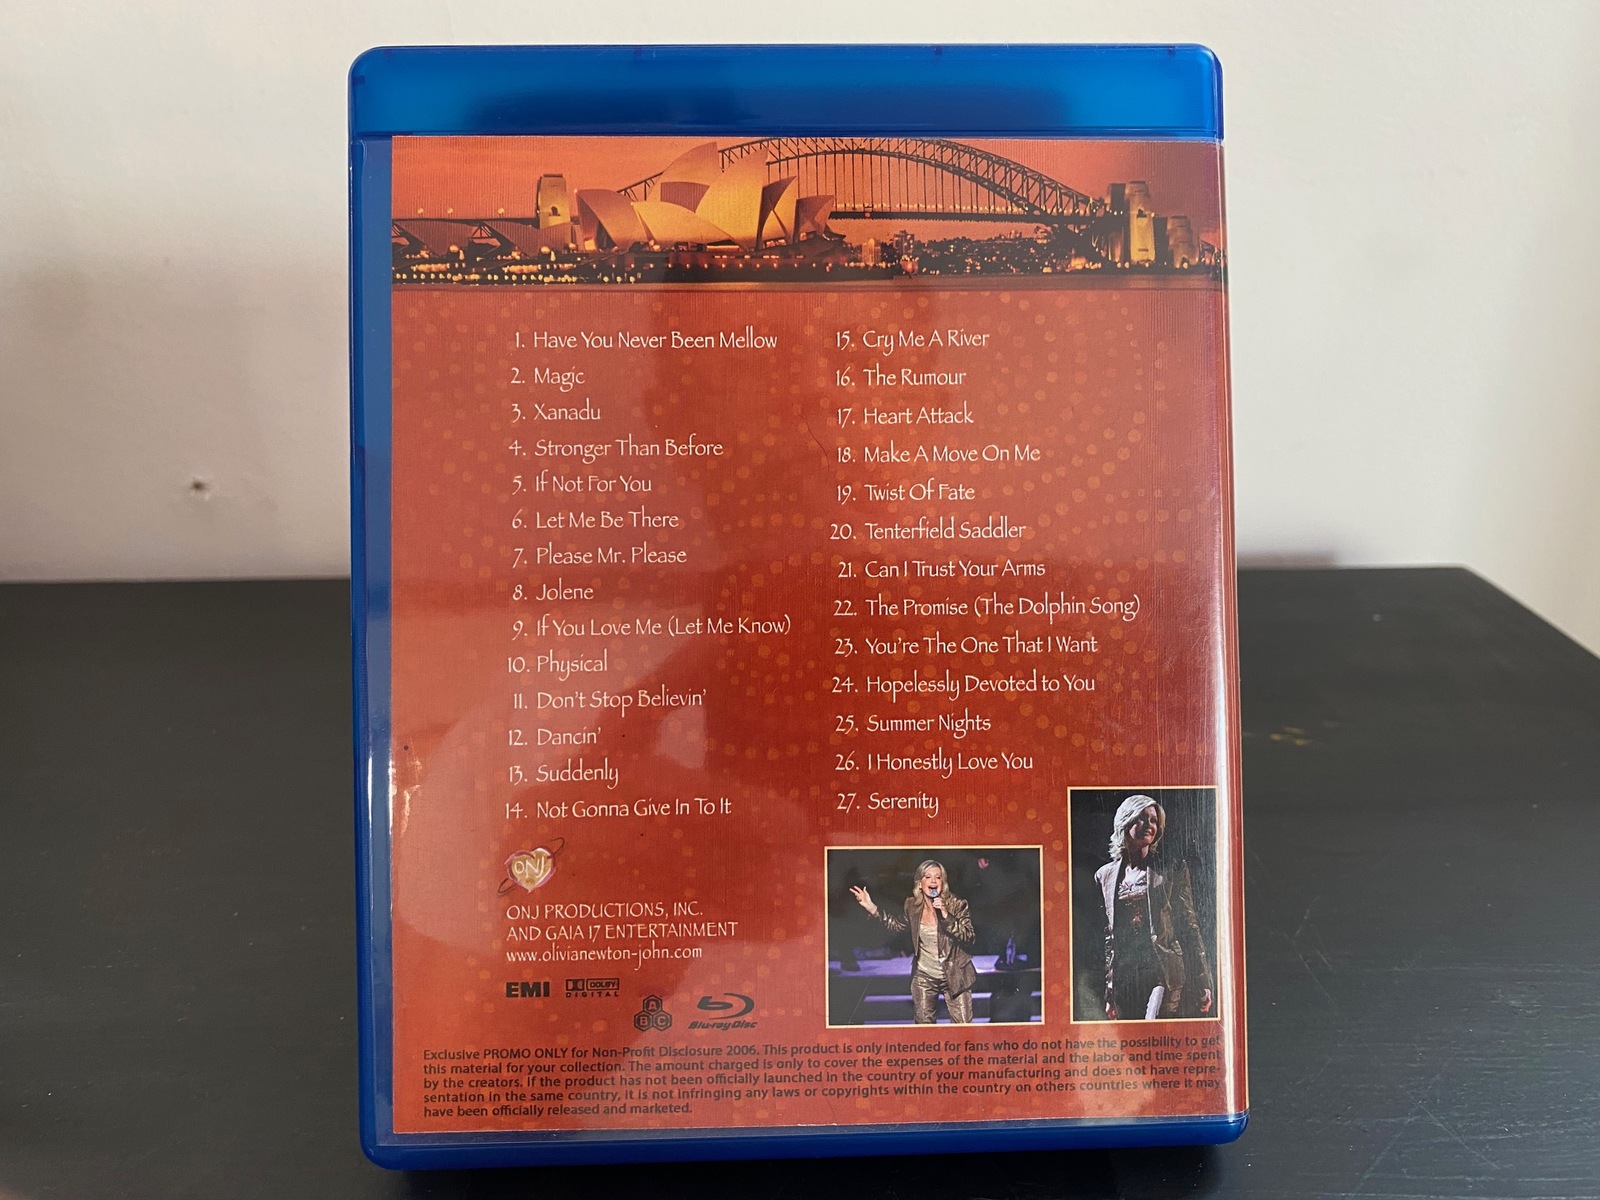 1. Have You Never Been Mellow
2. Magic
3. Xanadu
4. Stronger Than Before
5. If Not For You
6. Let Me Be There
7. Please Mr. Please
8. Jolene
9. If You Love Me (Let Me Know)
10. Physical
11. Don't Stop Believin'
12. Dancin'
13. Suddenly
14. Not Gonna Give In To It
15. Cry Me A River
16. The Rumour
17. Heart Attack
18. Make A Move On Me
19. Twist Of Fate
20. Tenterfield Saddler
21. Can I Trust Your Arms
22. The Promise (The Dolphin Song)
23. You're The One That I Want
24. Hopelessly Devoted to You
25. Summer Nights
26. I Honestly Love You
27. Serenity
ONJ
ONJ PRODUCTIONS, INC.
AND GAIA 17 ENTERTAINMENT
www.olivianewton-john.com
EMI
DOLBY
DIGITAL
A
B C
Blu-ray Disc
Exclusive PROMO ONLY for Non-Profit Disclosure 2006. This product is only intended for fans who do not have the possibility to get
this material for your collection. The amount charged is only to cover the expenses of the material and the labor and time spent
by the creators. If the product has not been officially launched in the country of your manufacturing and does not have repre-
sentation in the same country, it is not infringing any laws or copyrights within the country on others countries where it may
have been officially released and marketed.